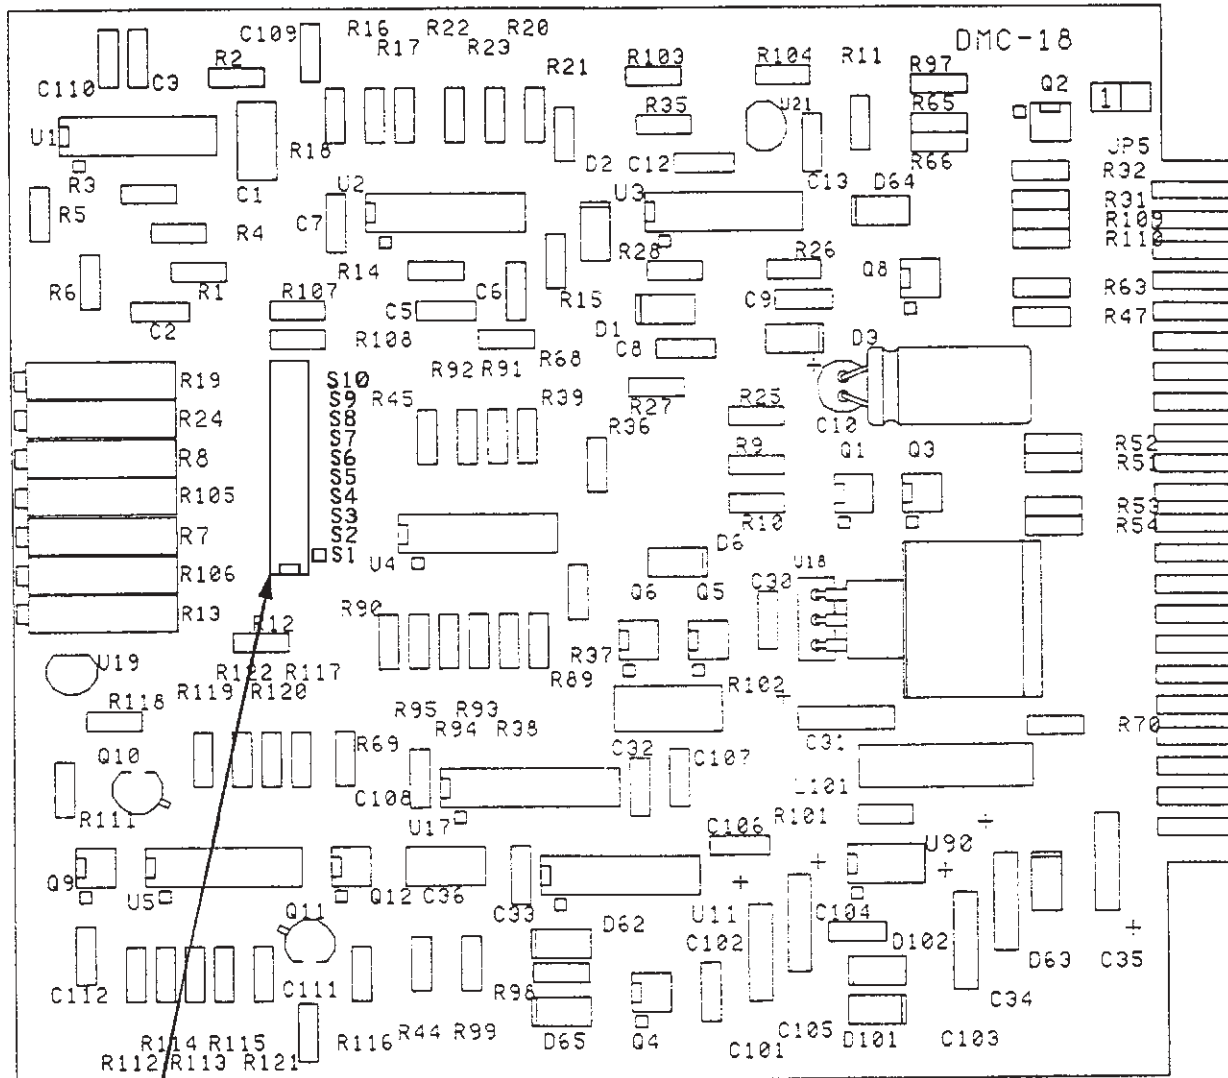 R16 R22 R20
C109 R17 R23
R2 R21 R103 R104 R11 DMC-18
C110 C3 R97 Q2
R35 U21 R65 1
U1 R18 D2 C12 R66 JP5
R3 C1 U2 U3 C13 D64 R32
R5 C7 R31
R4 R109
R28 R26 R110
R6 R1 R107 R14 C6 R15 Q8 R63
C2 C5 C9 R47
R108 D1 D3
R92 R91 R68 C8
R19 S10
S9 R45 R39 R27 R25
R24 S8 R36 C10
S7
R8 S6 R9 Q1 Q3 R52
S5 R51
R105 S4
S3 R10 R53
R7 S2 R54
S1 U4 D6 U18
R106 Q6 Q5 C30
R13 R12 R90
U19 R122 R117 R37 R89 R102
R119 R120
R118 R95 R93
R94 R38 C32 C31 R70
Q10 R69 C107
C108 L101
R111 U17 C106 R101
U90
Q9 U5 Q12 C36
Q11 C33 D62 U11 C104
C102 D102
C112 C111 R96 D63 C35
C34
R114 R115 R116 R44 R99 D65 Q4 C105 D101 C103
R112 R113 R121 C101